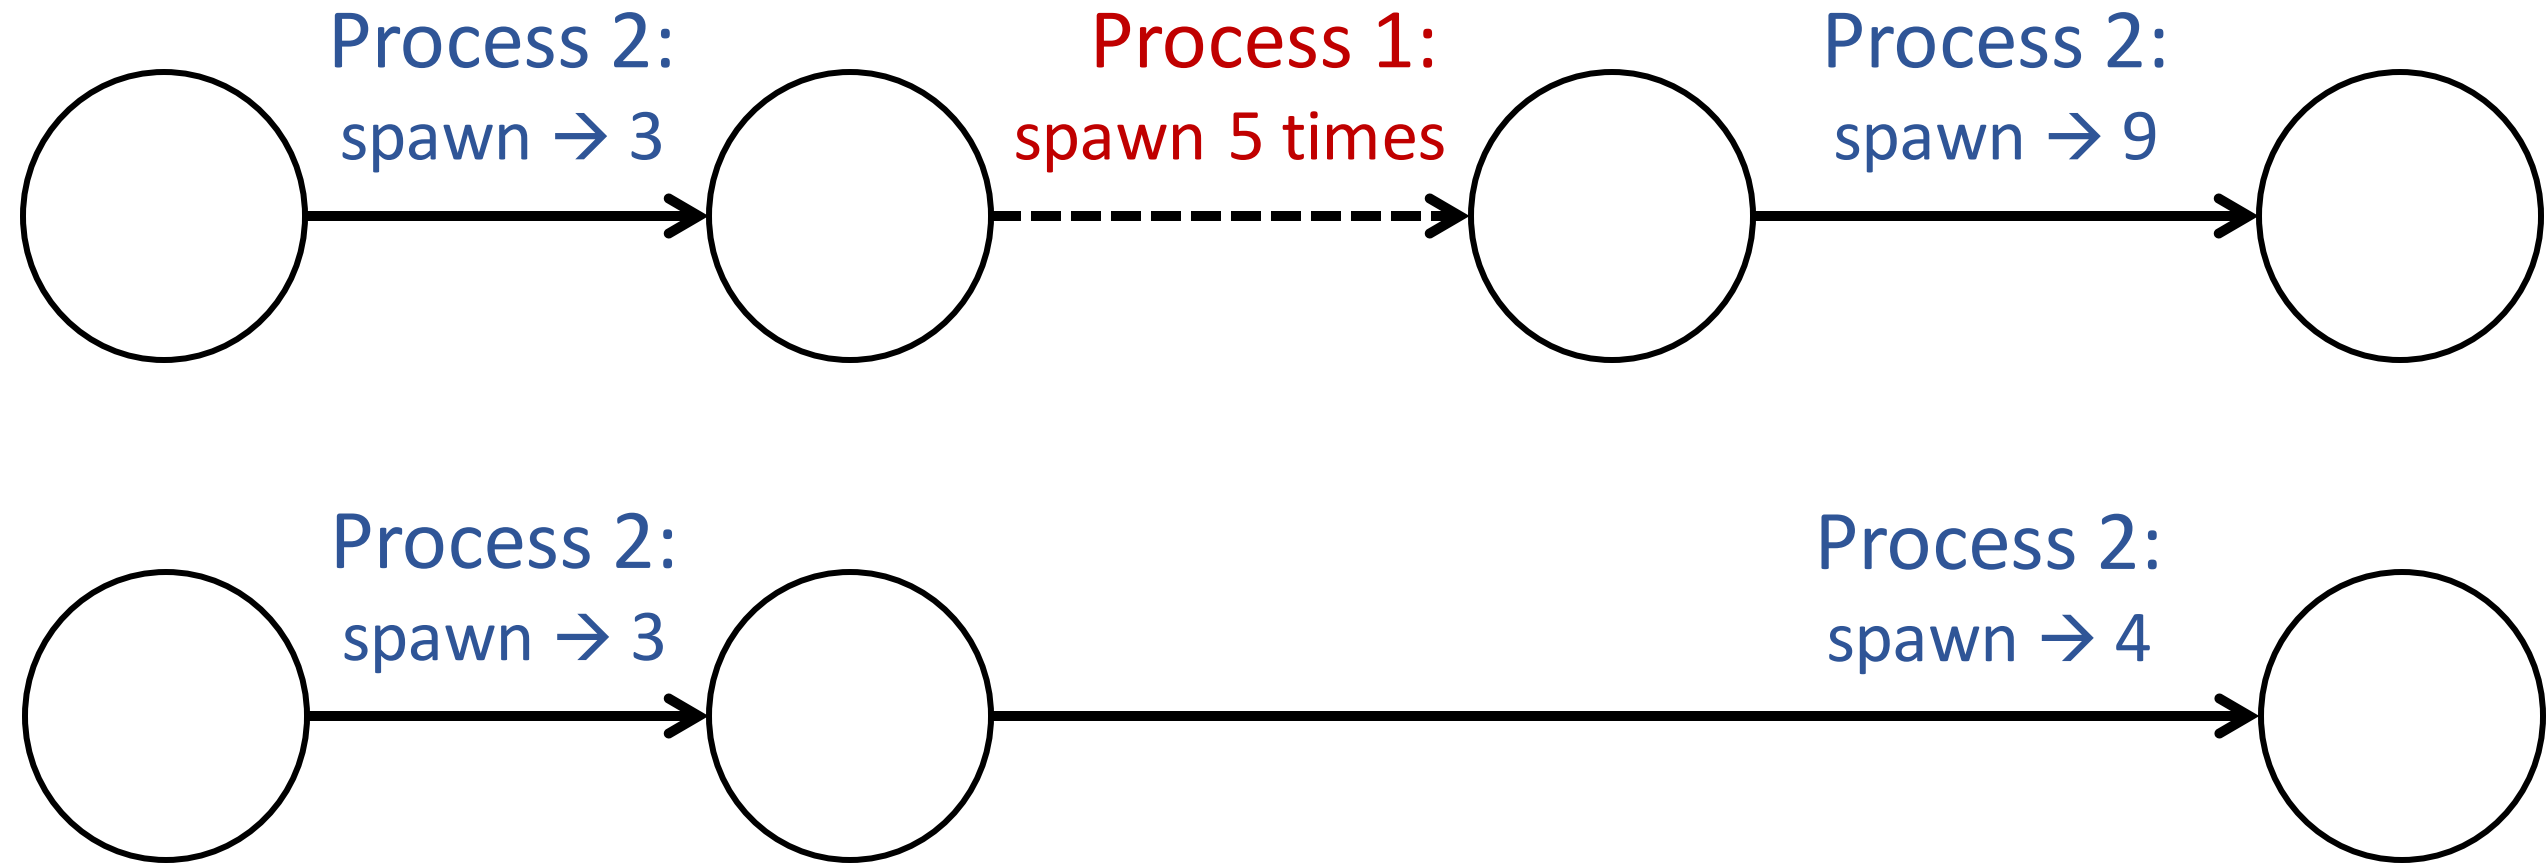 Process 2:
spawn → 3
Process 1:
spawn 5 times
Process 2:
spawn → 9
Process 2:
spawn → 3
Process 2:
spawn → 4